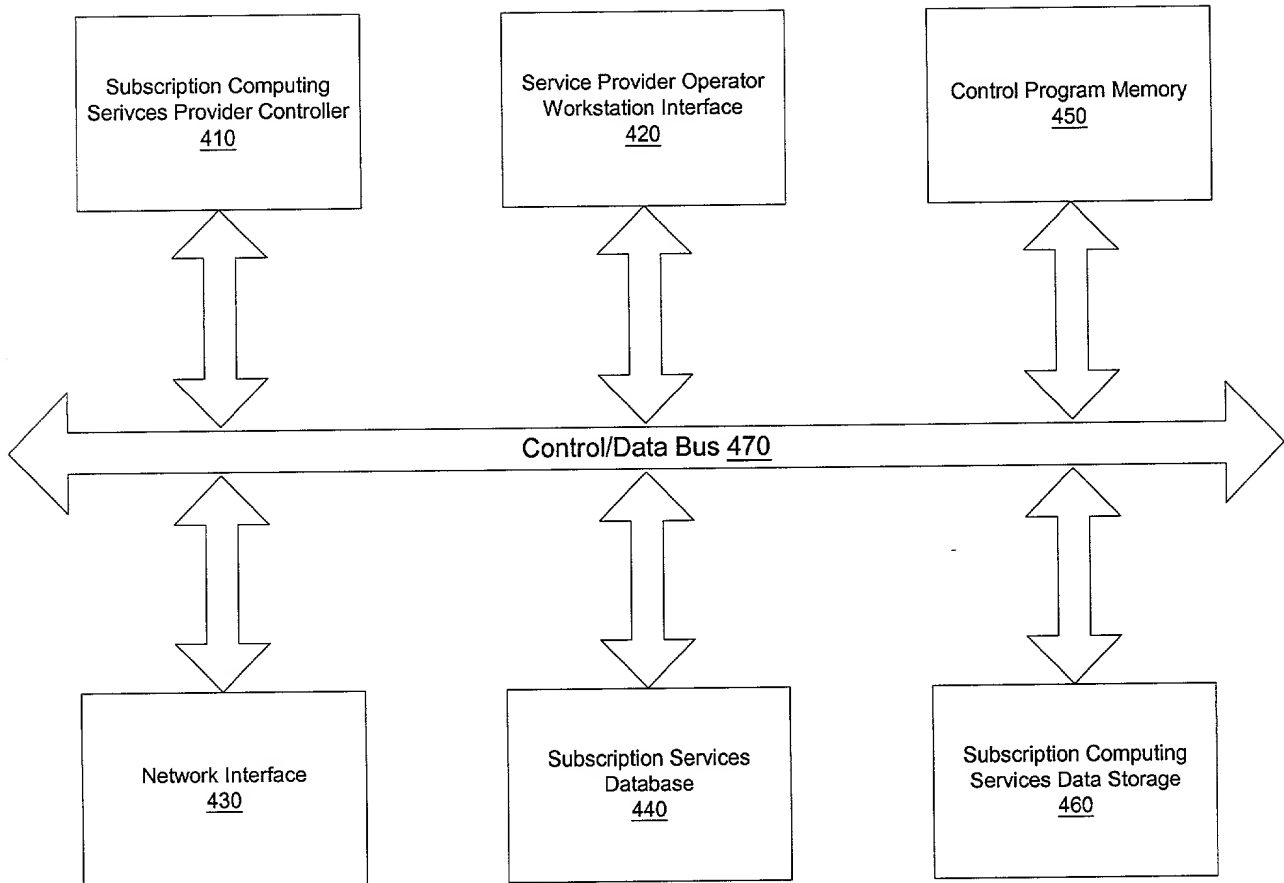 Subscription Computing
Serivces Provider Controller
410
Service Provider Operator
Workstation Interface
420
Control Program Memory
450
Control/Data Bus 470
Network Interface
430
Subscription Services
Database
440
Subscription Computing
Services Data Storage
460